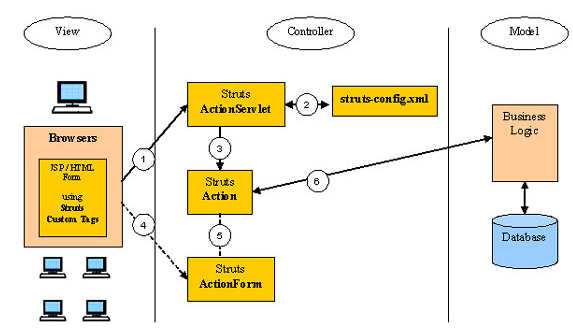 View
Controller
Model
Struts
ActionServlet
2
struts-config.xml
Browsers
JSP / HTML
Form
using
Struts
Custom Tags
1
3
Business
Logic
Struts
Action
6
4
5
Struts
ActionForm
Database